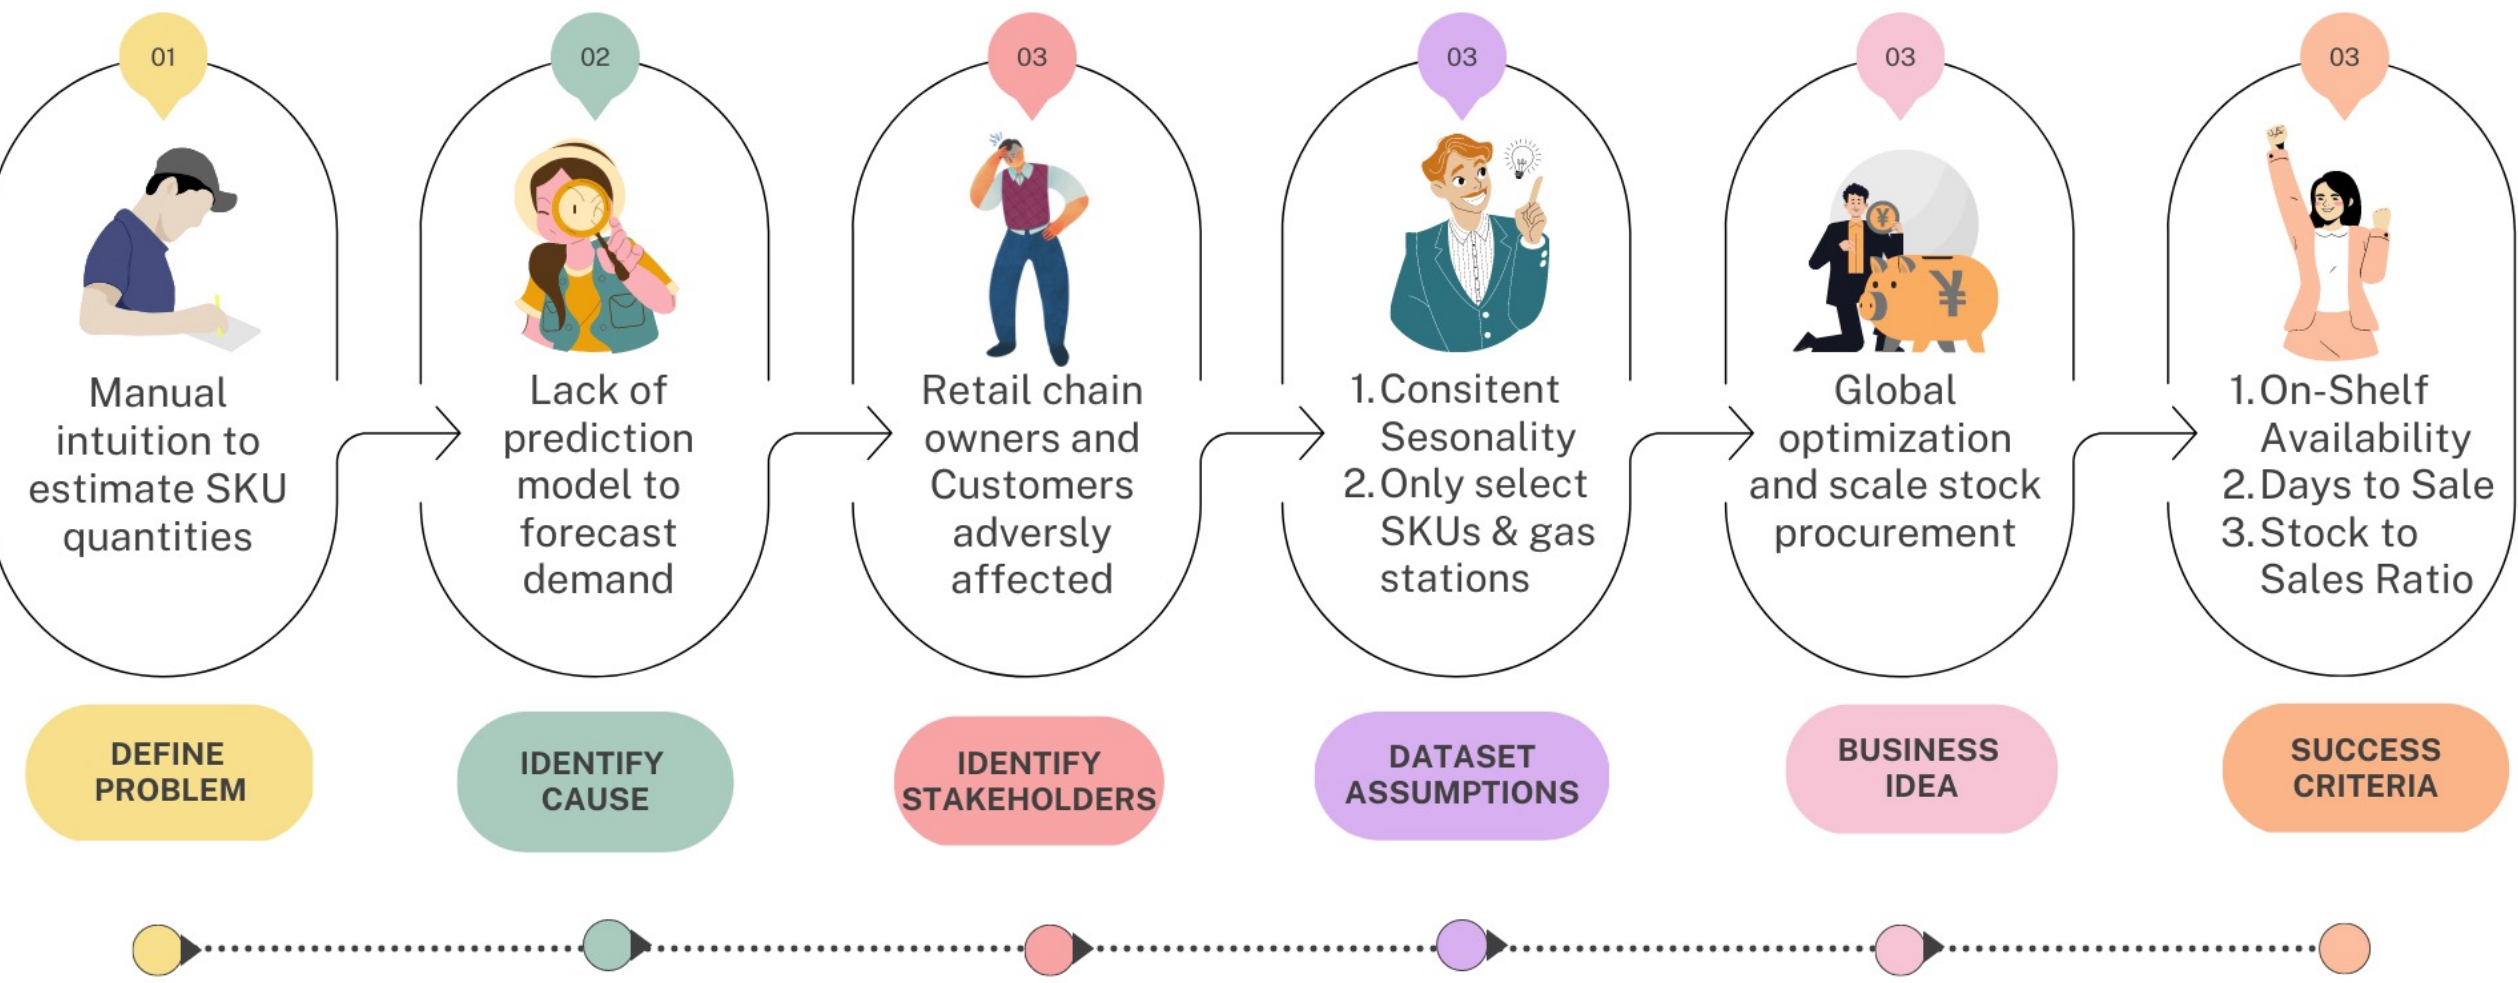 01
Manual
intuition to
estimate SKU
quantities
DEFINE
PROBLEM
02
Lack of
prediction
model to
forecast
demand
IDENTIFY
CAUSE
03
Retail chain
owners and
Customers
adversly
affected
IDENTIFY
STAKEHOLDERS
03
1.Consitent
Sesonality
2.Only select
SKUs & gas
stations
DATASET
ASSUMPTIONS
03
¥
¥
Global
optimization
and scale stock
procurement
BUSINESS
IDEA
03
1.On-Shelf
Availability
2.Days to Sale
3.Stock to
Sales Ratio
SUCCESS
CRITERIA